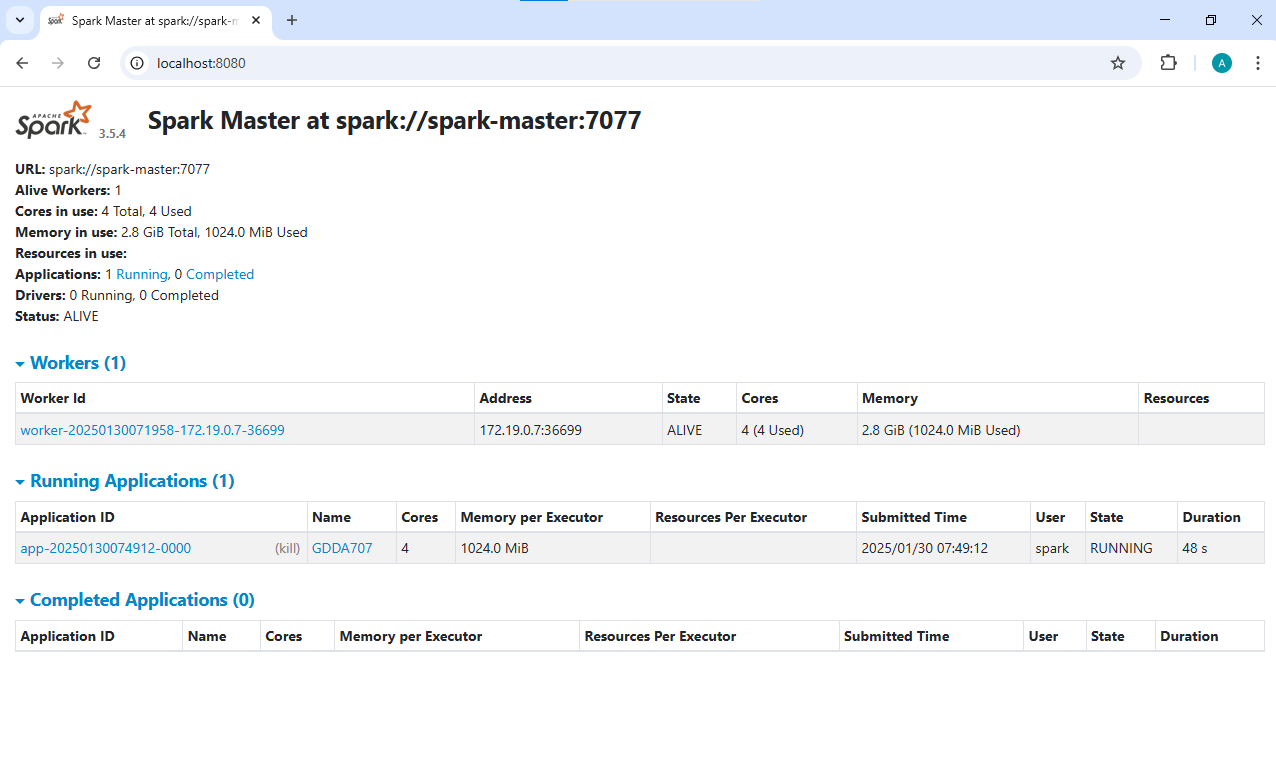 Spark Master at spark://spark-m
localhost:8080
A
APACHE Spark 3.5.4 Spark Master at spark://spark-master:7077
URL: spark://spark-master:7077
Alive Workers: 1
Cores in use: 4 Total, 4 Used
Memory in use: 2.8 GiB Total, 1024.0 MiB Used
Resources in use:
Applications: 1 Running, 0 Completed
Drivers: 0 Running, 0 Completed
Status: ALIVE
Workers (1)
Worker Id Address State Cores Memory Resources
worker-20250130071958-172.19.0.7-36699 172.19.0.7:36699 ALIVE 4 (4 Used) 2.8 GiB (1024.0 MiB Used)
Running Applications (1)
Application ID Name Cores Memory per Executor Resources Per Executor Submitted Time User State Duration
app-20250130074912-0000 (kill) GDDA707 4 1024.0 MiB 2025/01/30 07:49:12 spark RUNNING 48 s
Completed Applications (0)
Application ID Name Cores Memory per Executor Resources Per Executor Submitted Time User State Duration